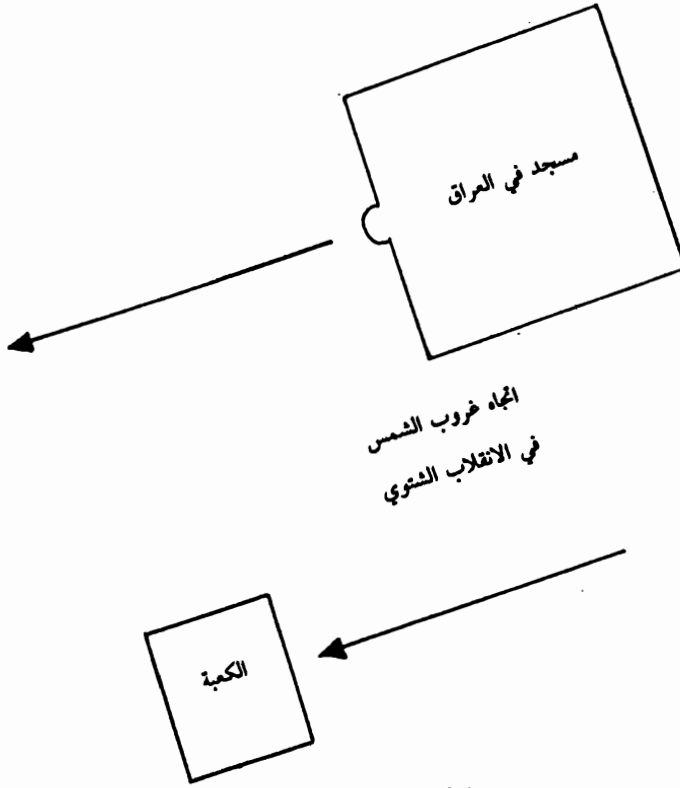 مسجد في العراق
اتجاه غروب الشمس
في الانقلاب الشتوي
الكعبة